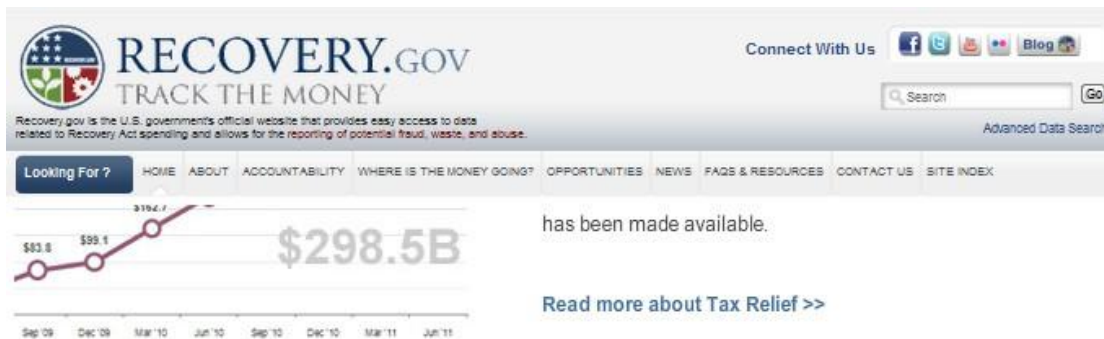 RECOVERY.GOV
TRACK THE MONEY
Recovery.gov is the U.S. government's official website that provides easy access to data
related to Recovery Act spending and allows for the reporting of potential fraud, waste, and abuse.
Connect With Us
Blog
Search
Go
Advanced Data Search
Looking For ? HOME ABOUT ACCOUNTABILITY WHERE IS THE MONEY GOING? OPPORTUNITIES NEWS FAQS & RESOURCES CONTACT US SITE INDEX
$162.7
$83.8 $99.1
$298.5B
Sep '09 Dec '09 Mar '10 Jun '10 Sep '10 Dec '10 Mar '11 Jun '11
has been made available.
Read more about Tax Relief >>